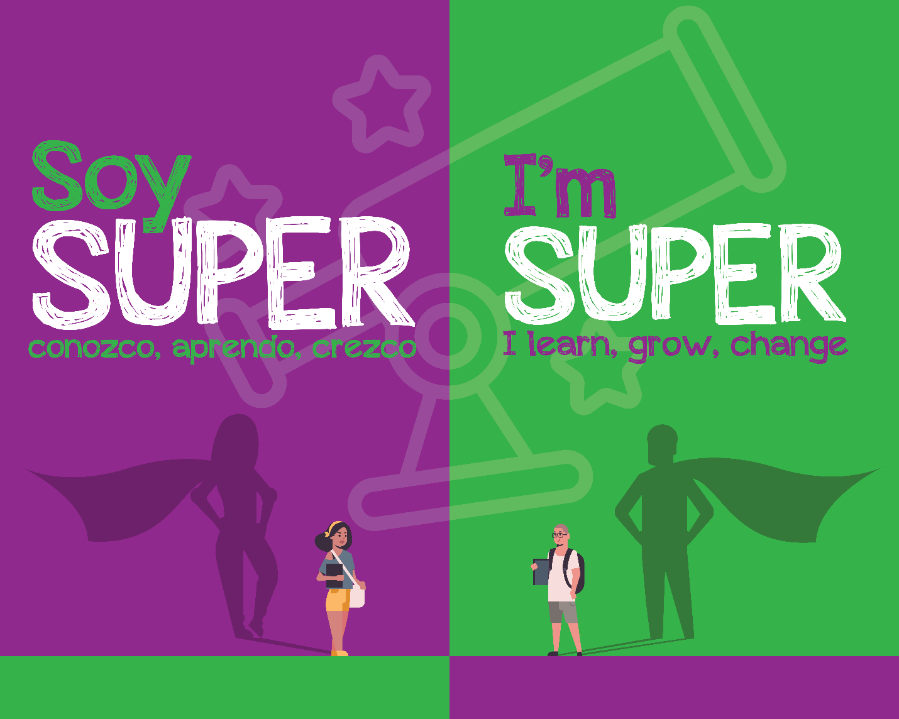 Soy
SUPER
conozco, aprendo, crezco
I'm
SUPER
I learn, grow, change